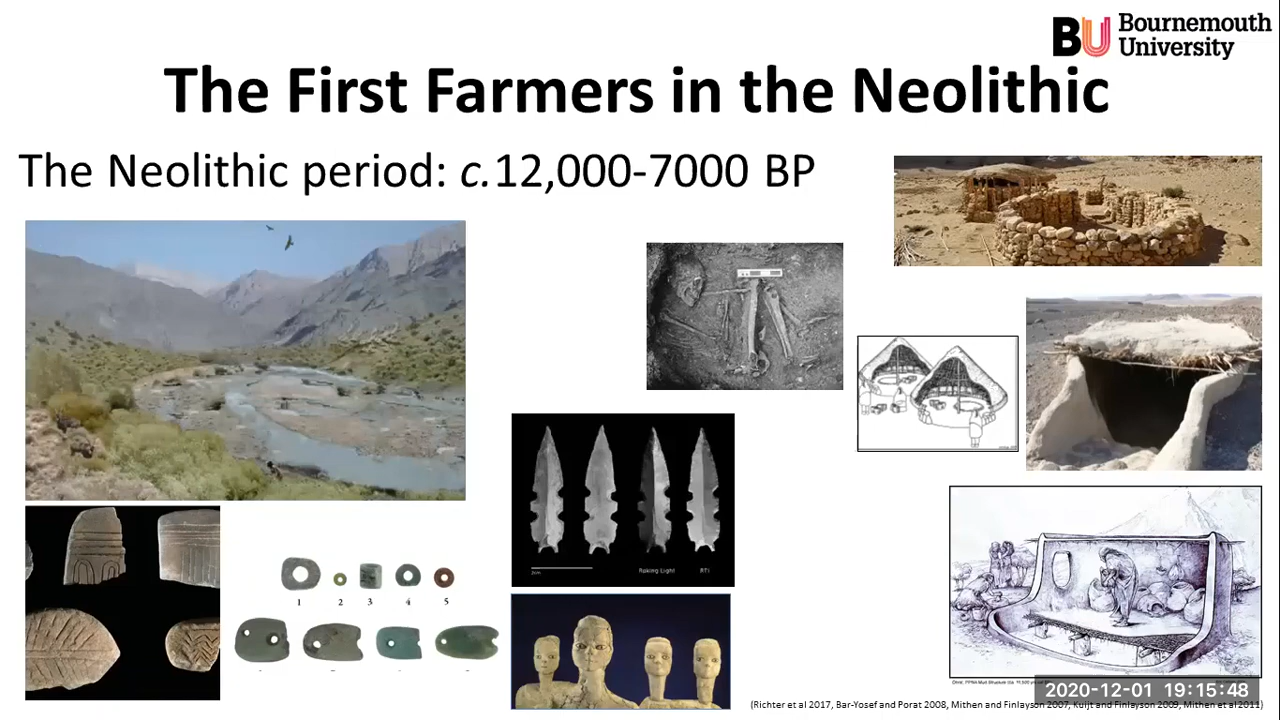 BU Bournemouth
University
The First Farmers in the Neolithic
The Neolithic period: c.12,000-7000 BP
1 2 3 4 5
2cm Raking Light RTI
2020-12-01 19:15:48
(Richter et al 2017, Bar-Yosef and Porat 2008, Mithen and Finlayson 2007, Kuijt and Finlayson 2009, Mithen et al 2011)